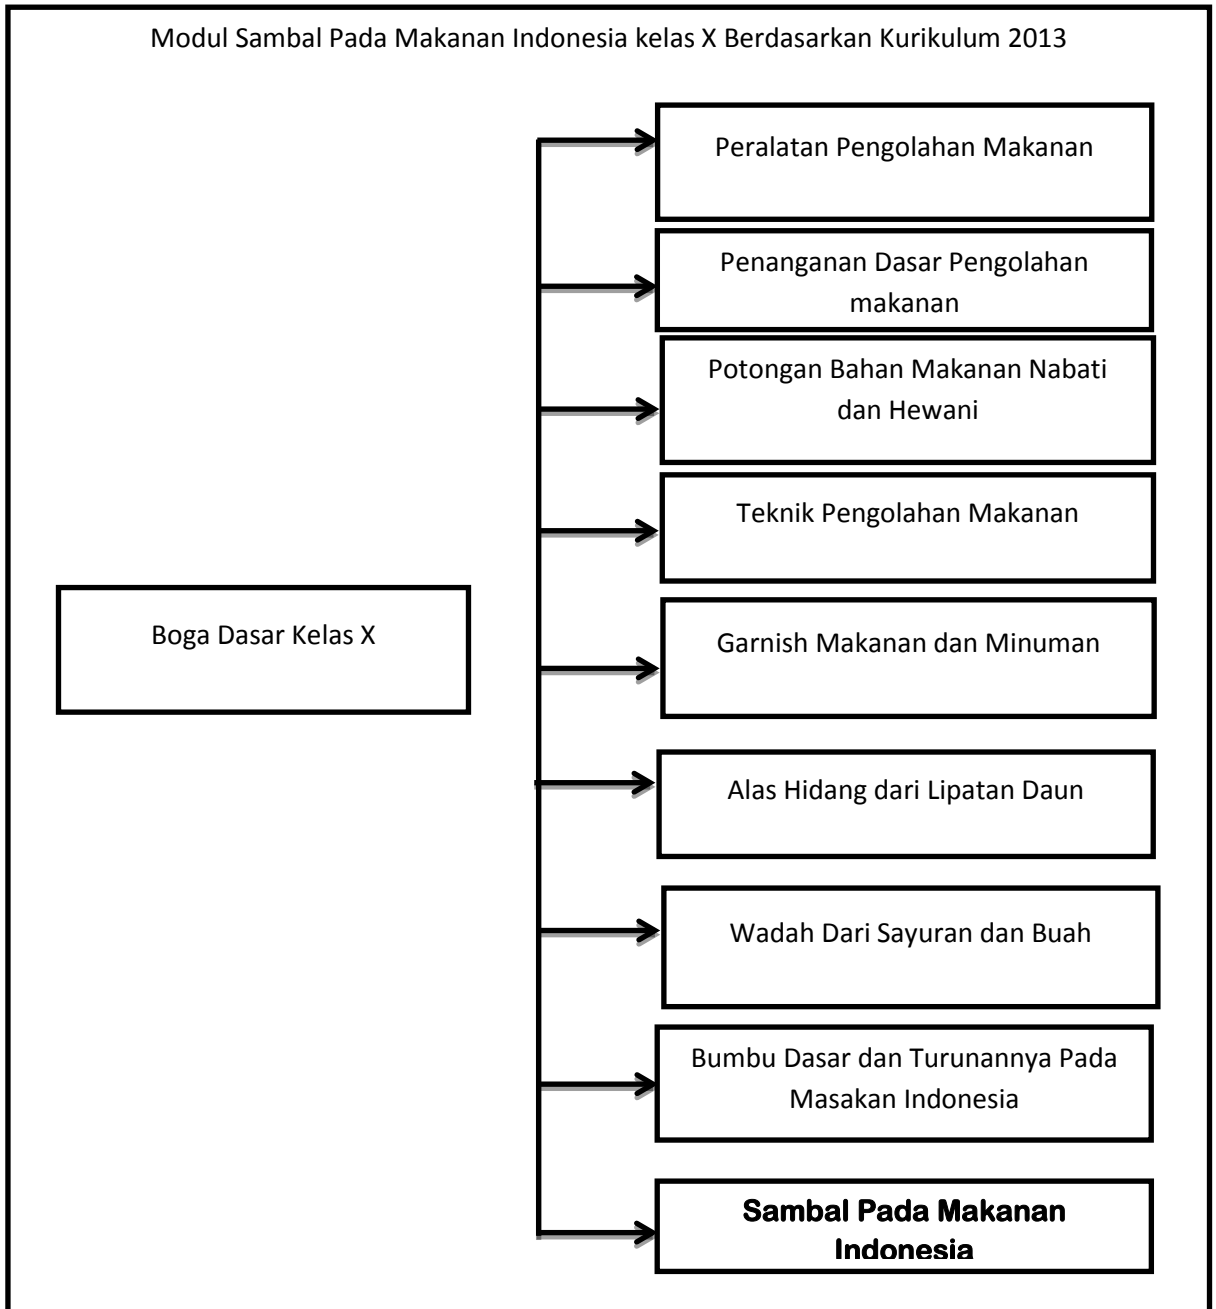 Modul Sambal Pada Makanan Indonesia kelas X Berdasarkan Kurikulum 2013
Peralatan Pengolahan Makanan
Penanganan Dasar Pengolahan
makanan
Potongan Bahan Makanan Nabati
dan Hewani
Teknik Pengolahan Makanan
Boga Dasar Kelas X
Garnish Makanan dan Minuman
Alas Hidang dari Lipatan Daun
Wadah Dari Sayuran dan Buah
Bumbu Dasar dan Turunannya Pada
Masakan Indonesia
Sambal Pada Makanan
Indonesia